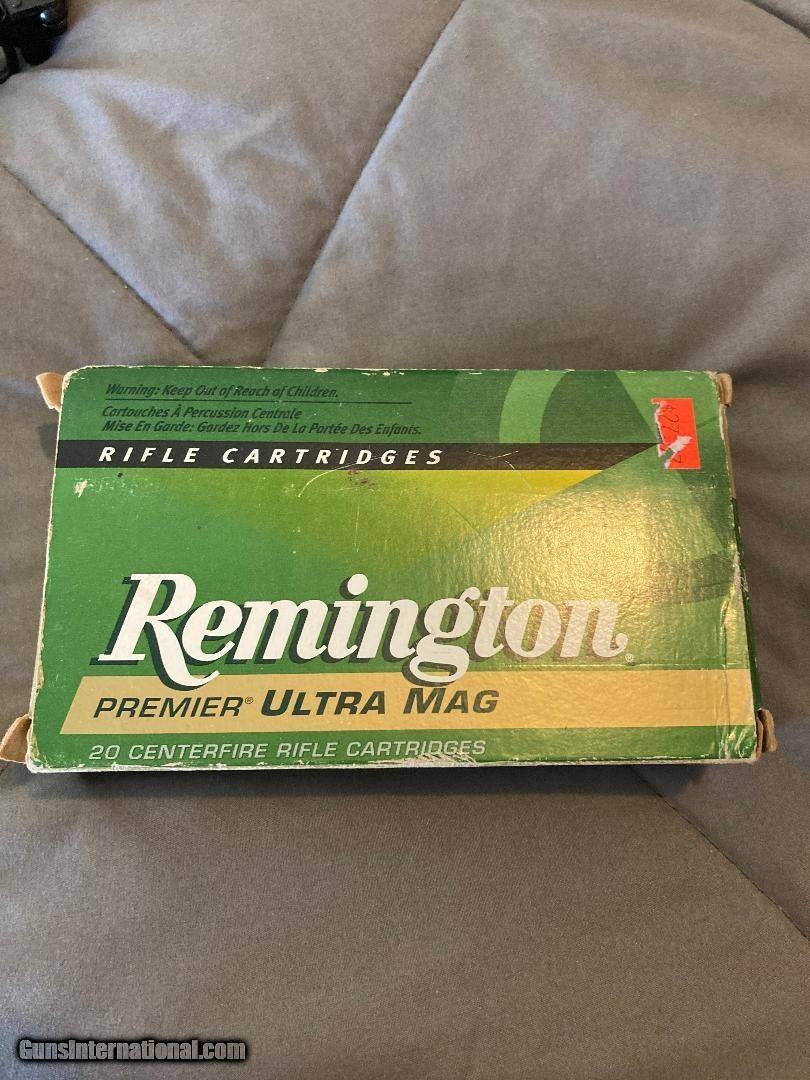 Warning: Keep Out of Reach of Children.
Cartouches À Percussion Centrale
Mise En Garde: Gardez Hors De La Portée Des Enfants.
RIFLE CARTRIDGES
Remington®
PREMIER® ULTRA MAG
20 CENTERFIRE RIFLE CARTRIDGES
GunsInternational.com